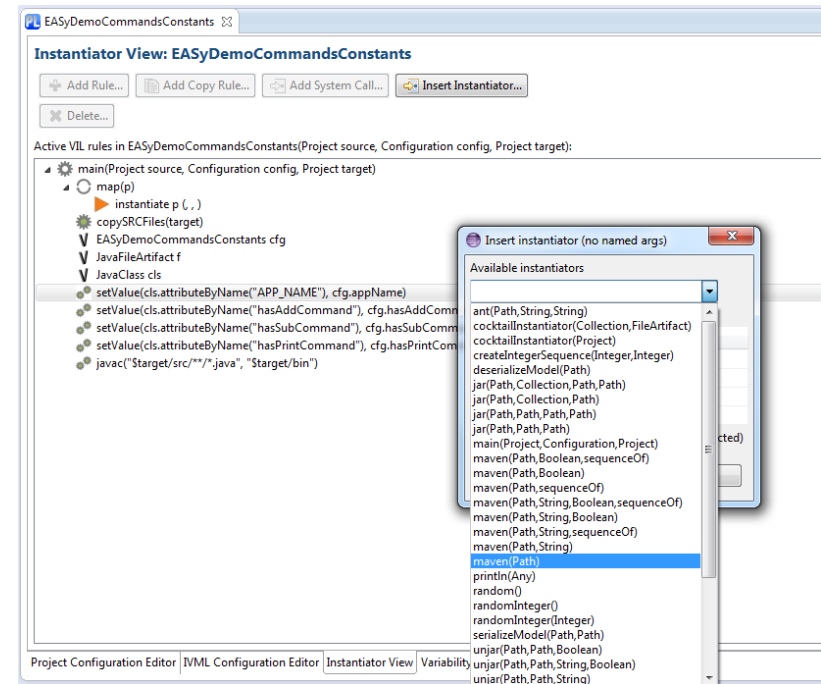 EASyDemoCommandsConstants
Instantiator View: EASyDemoCommandsConstants
Add Rule... Add Copy Rule... Add System Call... Insert Instantiator...
Delete...
Active VIL rules in EASyDemoCommandsConstants(Project source, Configuration config, Project target):
main(Project source, Configuration config, Project target)
map(p)
instantiate p (, , )
copySRCFiles(target)
EASyDemoCommandsConstants cfg
JavaFileArtifact f
JavaClass cls
setValue(cls.attributeByName("APP_NAME"), cfg.appName)
setValue(cls.attributeByName("hasAddCommand"), cfg.hasAddComm
setValue(cls.attributeByName("hasSubCommand"), cfg.hasSubComm
setValue(cls.attributeByName("hasPrintCommand"), cfg.hasPrintCom
javac("$target/src/**/*.java", "$target/bin")
Insert instantiator (no named args)
Available instantiators
ant(Path,String,String)
cocktailInstantiator(Collection,FileArtifact)
cocktailInstantiator(Project)
createIntegerSequence(Integer,Integer)
deserializeModel(Path)
jar(Path,Collection,Path,Path)
jar(Path,Collection,Path)
jar(Path,Path,Path,Path)
jar(Path,Path,Path)
main(Project,Configuration,Project)
cted)
maven(Path,Boolean,sequenceOf)
maven(Path,Boolean)
maven(Path,sequenceOf)
maven(Path,String,Boolean,sequenceOf)
maven(Path,String,Boolean)
maven(Path,String,sequenceOf)
maven(Path,String)
maven(Path)
println(Any)
random()
randomInteger()
randomInteger(Integer)
serializeModel(Path,Path)
unjar(Path,Path,Boolean)
unjar(Path,Path,String,Boolean)
unjar(Path,Path,String)
Project Configuration Editor IVML Configuration Editor Instantiator View Variability